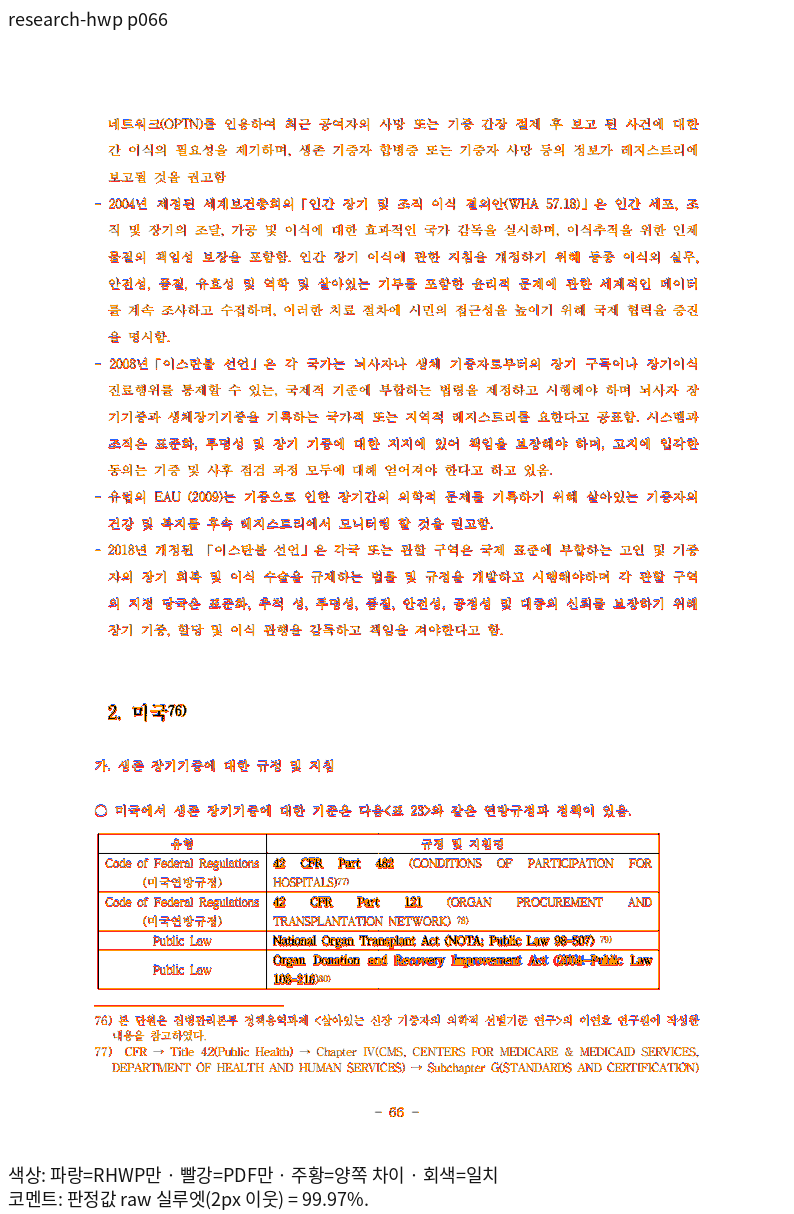 research-hwp p066
네트워크(OPTN)를 인용하여 최근 공여자의 사망 또는 기증 간장 절제 후 보고 된 사건에 대한
간 이식의 필요성을 제기하며, 생존 기증자 합병증 또는 기증자 사망 등의 정보가 레지스트리에
보고될 것을 권고함
- 2004년 제정된 세계보건총회의「인간 장기 및 조직 이식 결의안(WHA 57.18)」은 인간 세포, 조
직 및 장기의 조달, 가공 및 이식에 대한 효과적인 국가 감독을 실시하며, 이식추적을 위한 인체
물질의 책임성 보장을 포함함. 인간 장기 이식에 관한 지침을 개정하기 위해 동종 이식의 실무,
안전성, 품질, 유효성 및 역학 및 살아있는 기부를 포함한 윤리적 문제에 관한 세계적인 데이터
를 계속 조사하고 수집하며, 이러한 치료 절차에 시민의 접근성을 높이기 위해 국제 협력을 증진
을 명시함.
- 2008년「이스탄불 선언」은 각 국가는 뇌사자나 생체 기증자로부터의 장기 구득이나 장기이식
진료행위를 통제할 수 있는, 국제적 기준에 부합하는 법령을 제정하고 시행해야 하며 뇌사자 장
기기증과 생체장기기증을 기록하는 국가적 또는 지역적 레지스트리를 요한다고 공표함. 시스템과
조직은 표준화, 투명성 및 장기 기증에 대한 지지에 있어 책임을 보장해야 하며, 고지에 입각한
동의는 기증 및 사후 점검 과정 모두에 대해 얻어져야 한다고 하고 있음.
- 유럽의 EAU (2009)는 기증으로 인한 장기간의 의학적 문제를 기록하기 위해 살아있는 기증자의
건강 및 복지를 후속 레지스트리에서 모니터링 할 것을 권고함.
- 2018년 개정된 「이스탄불 선언」은 각국 또는 관할 구역은 국제 표준에 부합하는 고인 및 기증
자의 장기 회복 및 이식 수술을 규제하는 법률 및 규정을 개발하고 시행해야하며 각 관할 구역
의 지정 당국은 표준화, 추적 성, 투명성, 품질, 안전성, 공정성 및 대중의 신뢰를 보장하기 위해
장기 기증, 할당 및 이식 관행을 감독하고 책임을 져야한다고 함.
2. 미국76)
가. 생존 장기기증에 대한 규정 및 지침
○ 미국에서 생존 장기기증에 대한 기준은 다음<표 23>와 같은 연방규정과 정책이 있음.
유형 규정 및 지침명
Code of Federal Regulations (미국연방규정) 42 CFR Part 482 (CONDITIONS OF PARTICIPATION FOR
HOSPITALS)77)
Code of Federal Regulations (미국연방규정) 42 CFR Part 121 (ORGAN PROCUREMENT AND
TRANSPLANTATION NETWORK) 78)
Public Law National Organ Transplant Act (NOTA; Public Law 98-507) 79)
Public Law Organ Donation and Recovery Improvement Act (2004-Public Law
108-216)80)
76) 본 단원은 질병관리본부 정책용역과제 <살아있는 신장 기증자의 의학적 선별기준 연구>의 이연호 연구원이 작성한
내용을 참고하였다.
77) CFR → Title 42(Public Health) → Chapter IV(CMS, CENTERS FOR MEDICARE & MEDICAID SERVICES,
DEPARTMENT OF HEALTH AND HUMAN SERVICES) → Subchapter G(STANDARDS AND CERTIFICATION)
- 66 -
색상: 파랑=RHWP만 · 빨강=PDF만 · 주황=양쪽 차이 · 회색=일치
코멘트: 판정값 raw 실루엣(2px 이웃) = 99.97%.